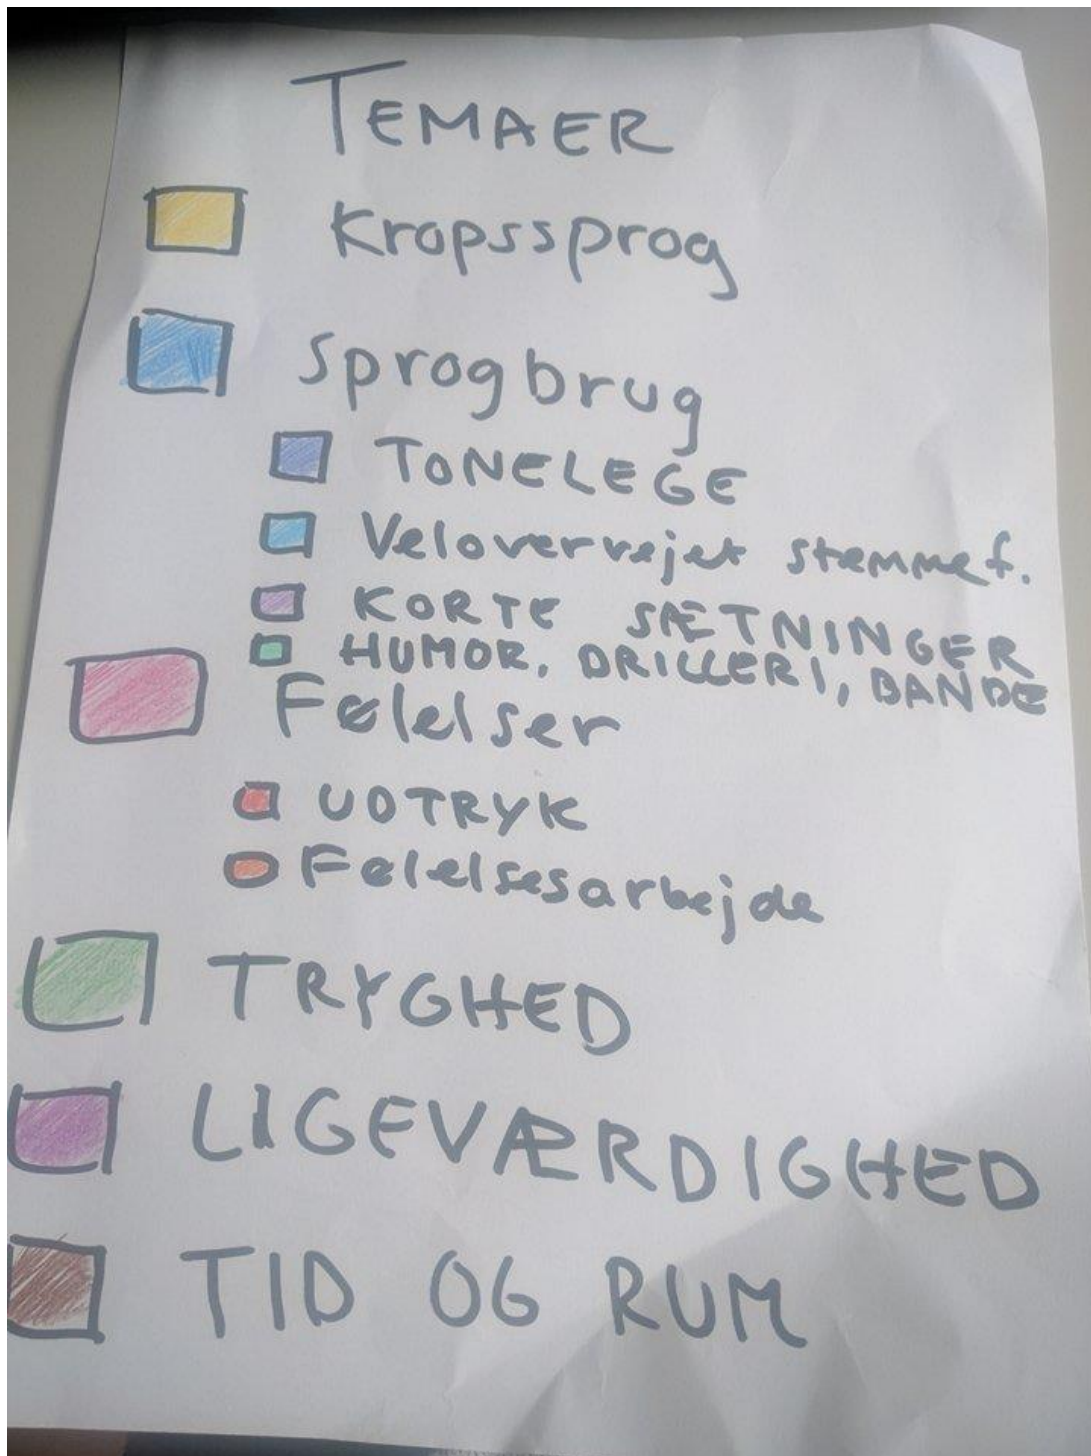 TEMAER
Kropssprog
Sprogbrug
TONELEGE
Velovervejet stemmef.
KORTE SÆTNINGER
HUMOR, DRILLERI, BANDE
Følelser
UDTRYK
Følelsesarbejde
TRYGHED
LIGEVÆRDIGHED
TID OG RUM